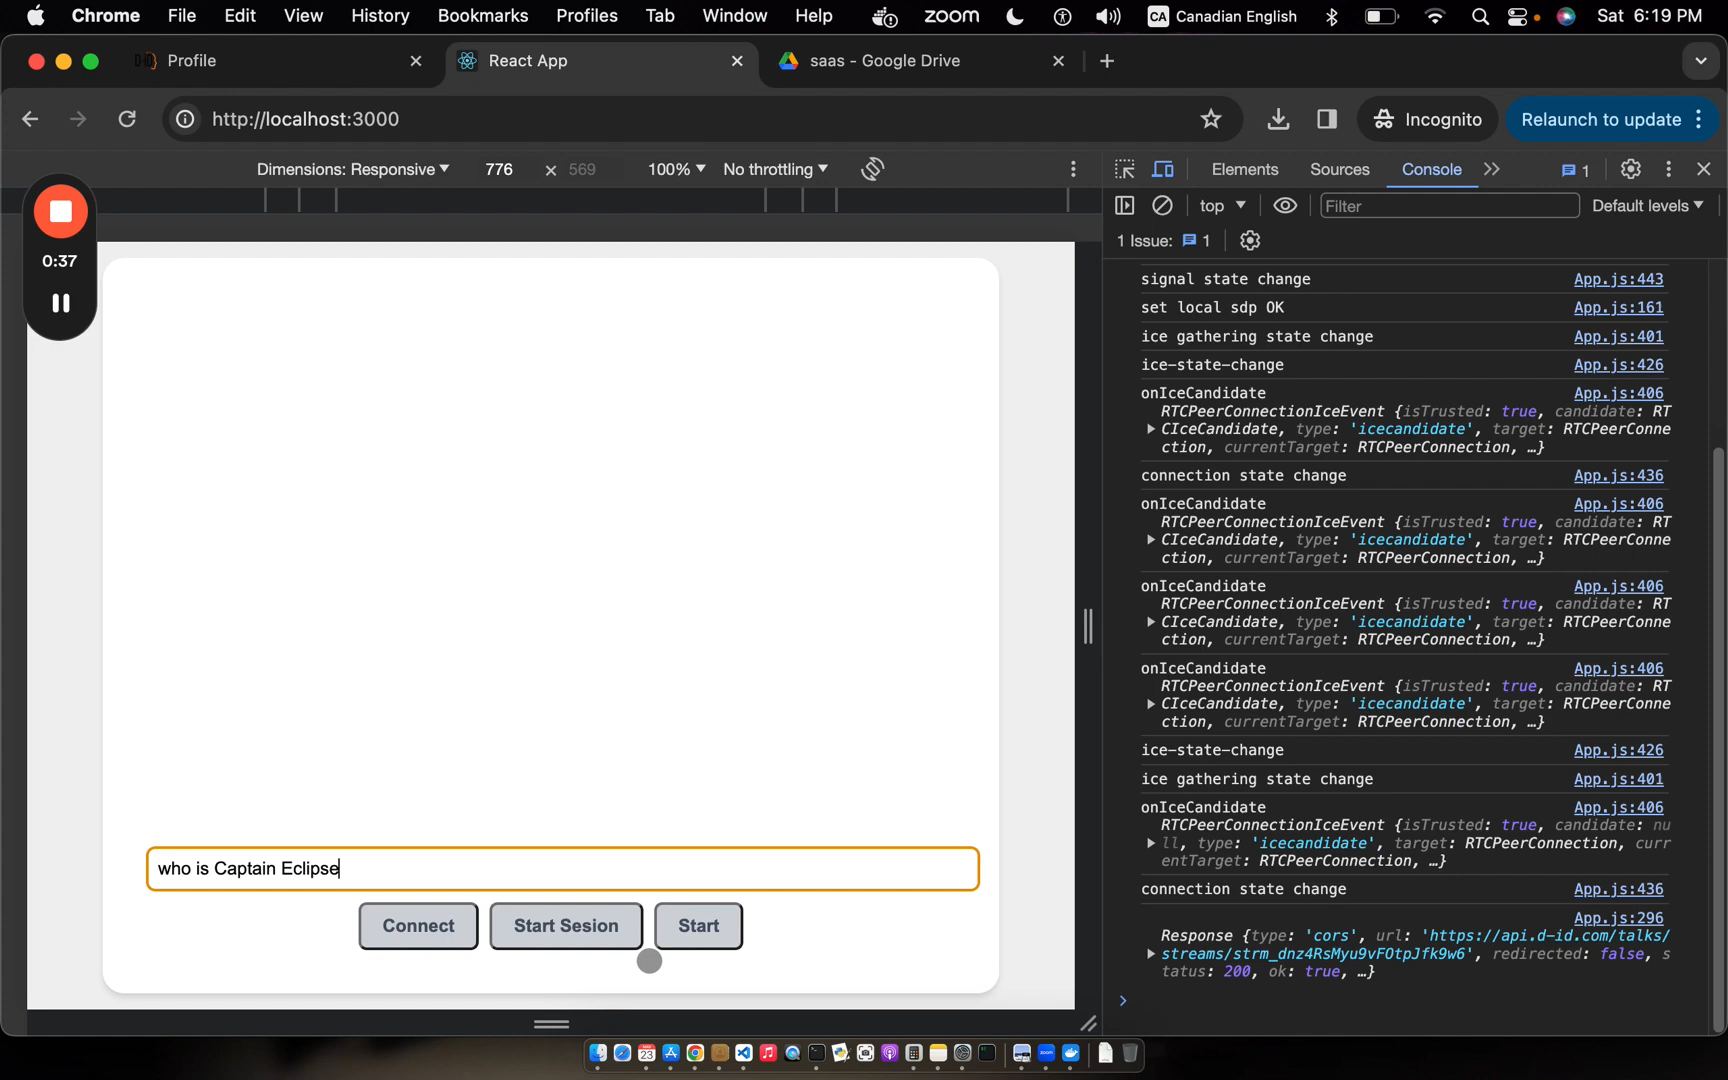 Chrome File Edit View History Bookmarks Profiles Tab Window Help zoom CA Canadian English Sat 6:19 PM
Profile React App saas - Google Drive
http://localhost:3000 Incognito Relaunch to update
Dimensions: Responsive 776 × 569 100% No throttling
Elements Sources Console 1
top Filter Default levels
1 Issue: 1
0:37
signal state change App.js:443
set local sdp OK App.js:161
ice gathering state change App.js:401
ice-state-change App.js:426
onIceCandidate App.js:406
RTCPeerConnectionIceEvent {isTrusted: true, candidate: RT
CIceCandidate, type: 'icecandidate', target: RTCPeerConne
ction, currentTarget: RTCPeerConnection, …}
connection state change App.js:436
onIceCandidate App.js:406
RTCPeerConnectionIceEvent {isTrusted: true, candidate: RT
CIceCandidate, type: 'icecandidate', target: RTCPeerConne
ction, currentTarget: RTCPeerConnection, …}
onIceCandidate App.js:406
RTCPeerConnectionIceEvent {isTrusted: true, candidate: RT
CIceCandidate, type: 'icecandidate', target: RTCPeerConne
ction, currentTarget: RTCPeerConnection, …}
onIceCandidate App.js:406
RTCPeerConnectionIceEvent {isTrusted: true, candidate: RT
CIceCandidate, type: 'icecandidate', target: RTCPeerConne
ction, currentTarget: RTCPeerConnection, …}
ice-state-change App.js:426
ice gathering state change App.js:401
onIceCandidate App.js:406
RTCPeerConnectionIceEvent {isTrusted: true, candidate: nu
ll, type: 'icecandidate', target: RTCPeerConnection, curr
entTarget: RTCPeerConnection, …}
connection state change App.js:436
App.js:296
Response {type: 'cors', url: 'https://api.d-id.com/talks/
streams/strm_dnz4RsMyu9vFOtpJfk9w6', redirected: false, s
tatus: 200, ok: true, …}
who is Captain Eclipse
Connect Start Sesion Start